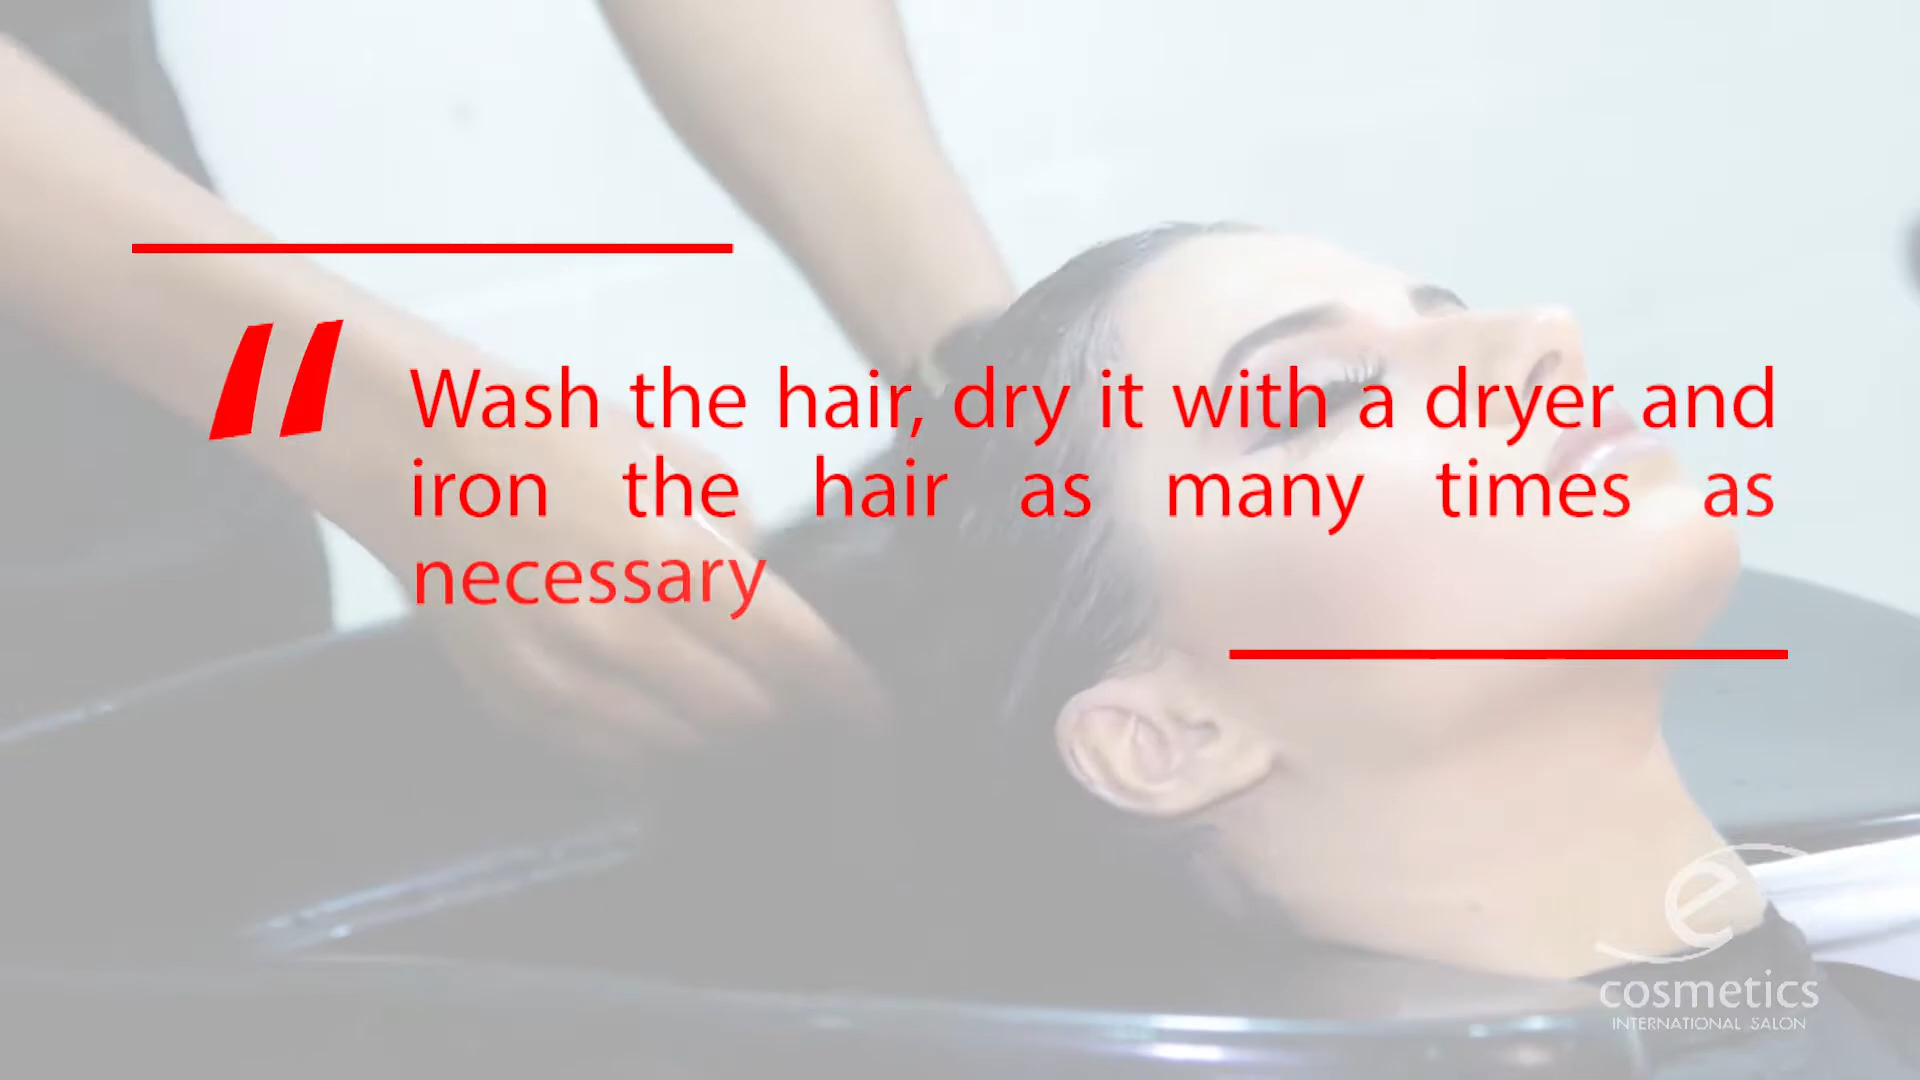 “
Wash the hair, dry it with a dryer and
iron the hair as many times as
necessary
e
cosmetics
INTERNATIONAL SALON